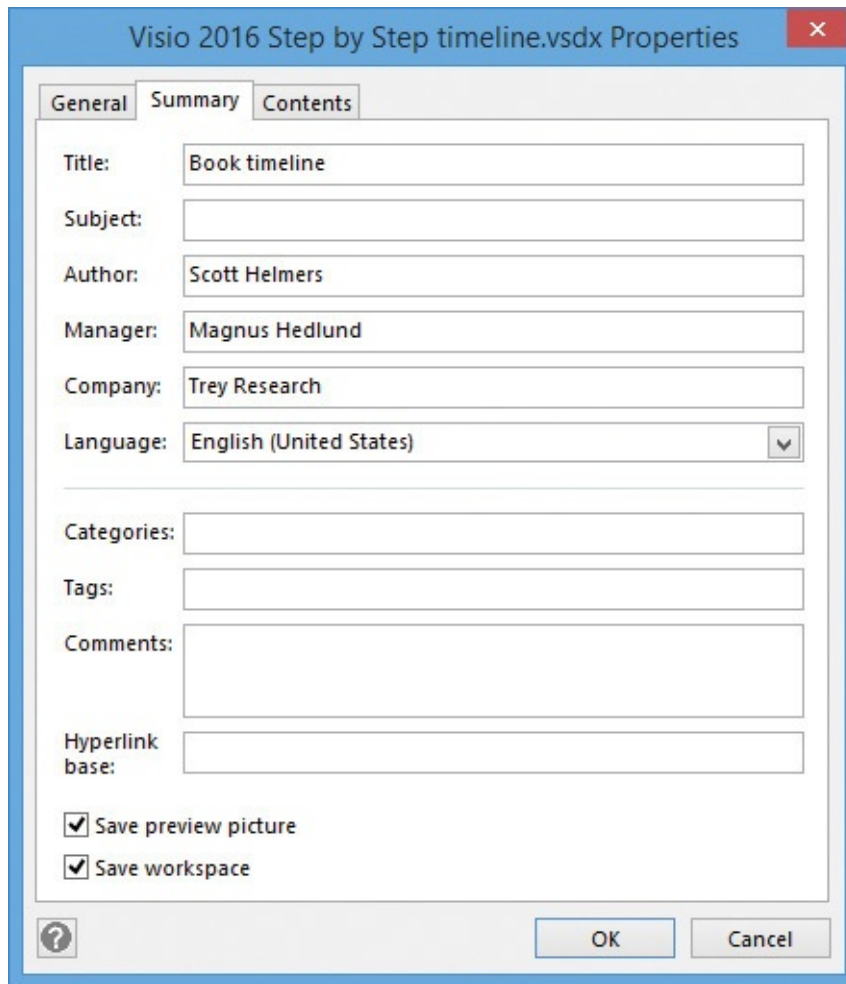 Visio 2016 Step by Step timeline.vsdx Properties
General Summary Contents
Title: Book timeline
Subject:
Author: Scott Helmers
Manager: Magnus Hedlund
Company: Trey Research
Language: English (United States)
Categories:
Tags:
Comments:
Hyperlink
base:
Save preview picture
Save workspace
? OK Cancel